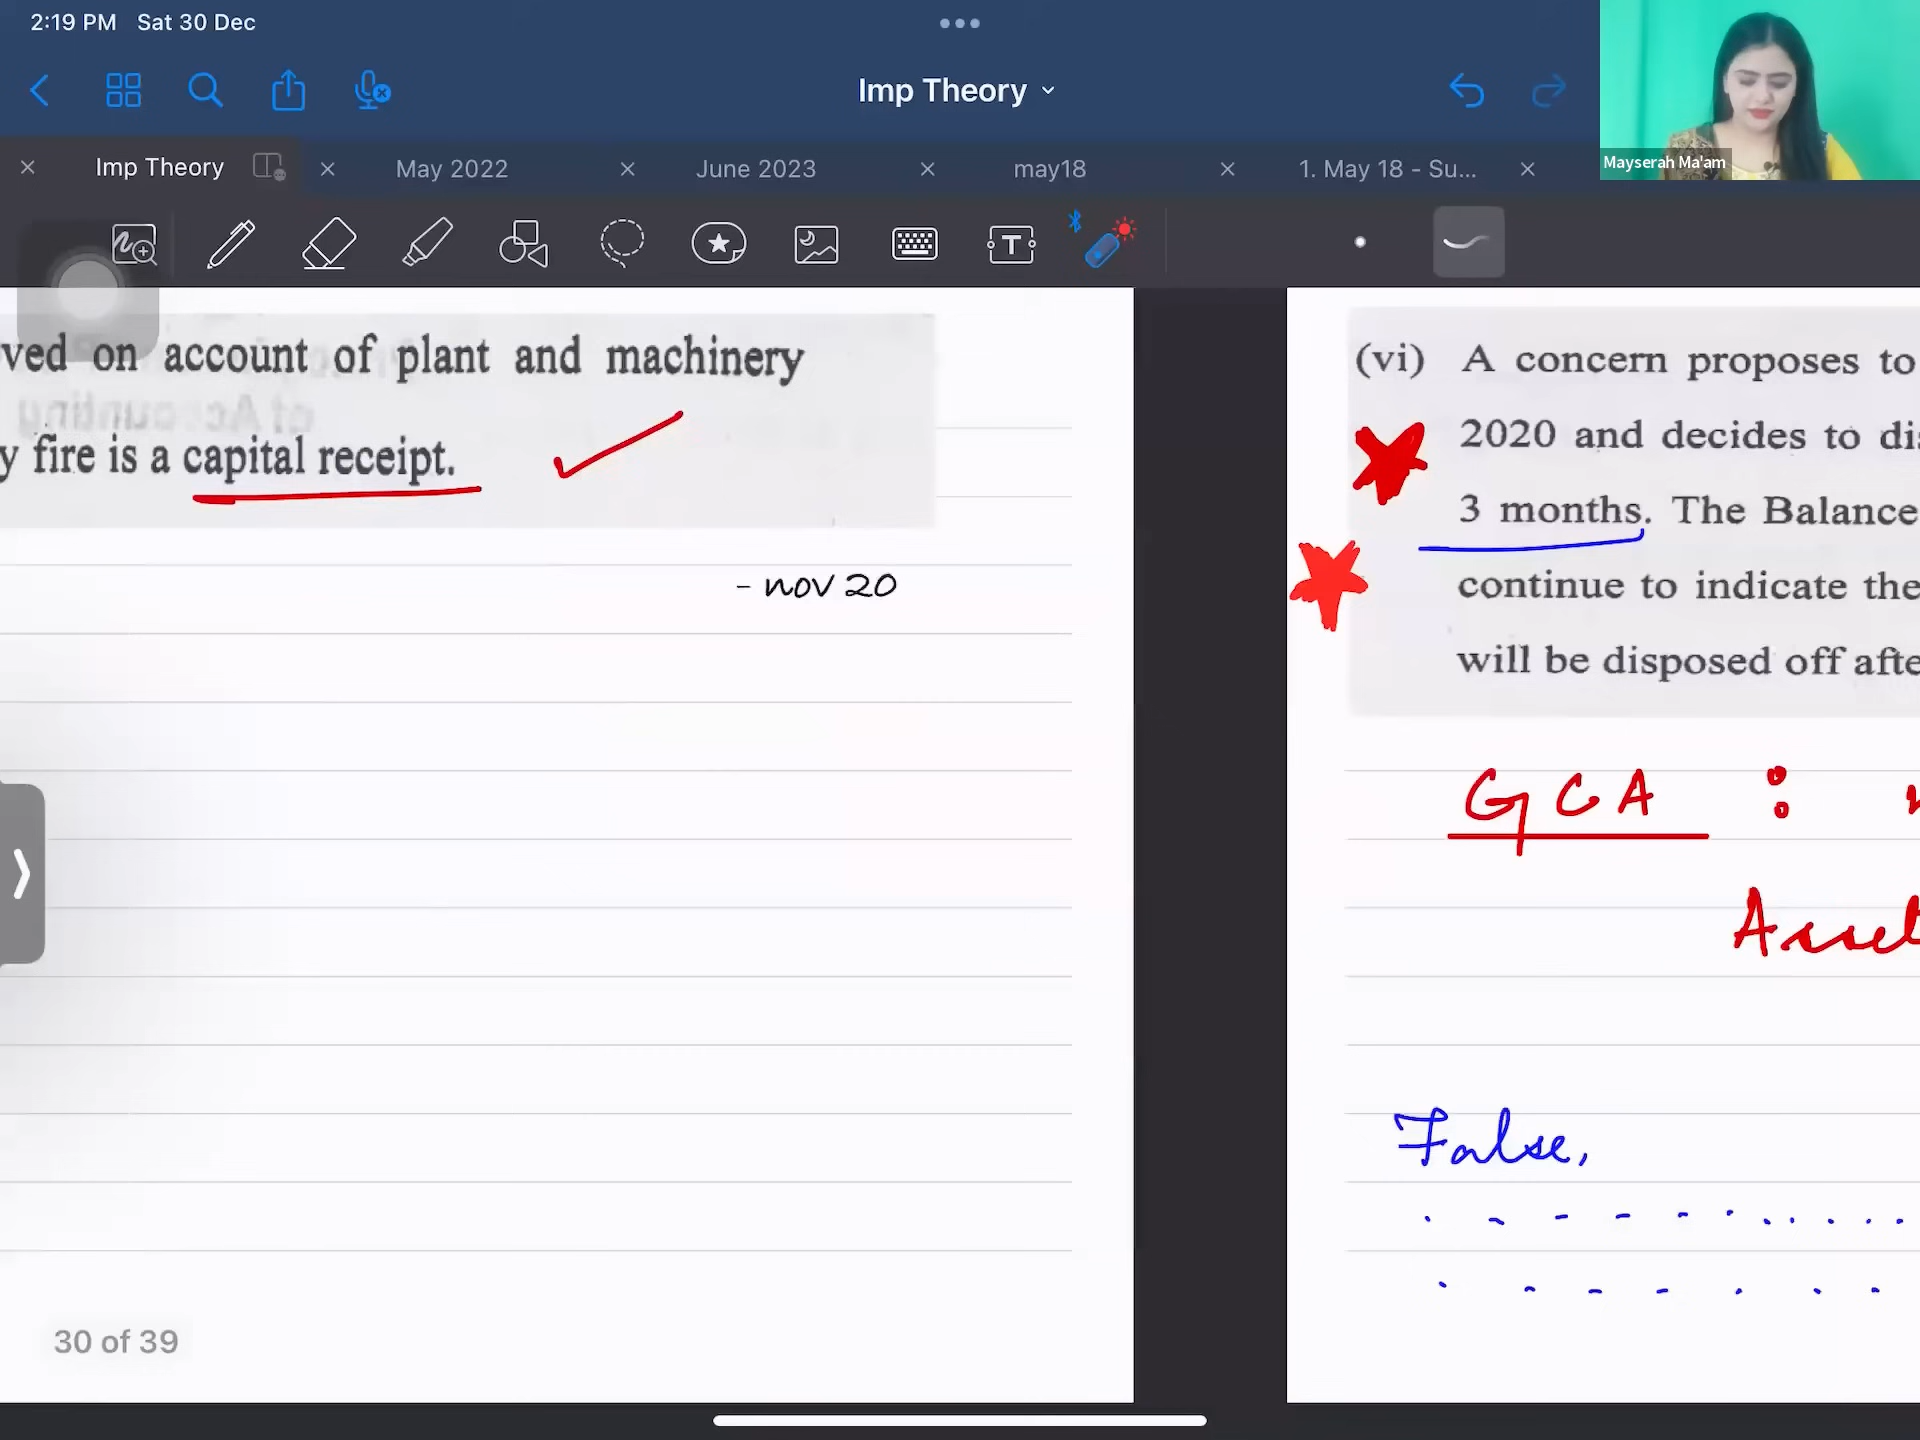 2:19 PM Sat 30 Dec
Imp Theory
Mayserah Ma'am
Imp Theory
May 2022
June 2023
may18
1. May 18 - Su...
T
ved on account of plant and machinery
y fire is a capital receipt.
- nov 20
30 of 39
(vi) A concern proposes to
2020 and decides to dis
3 months. The Balance
continue to indicate the
will be disposed off afte
GCA :
Asset
False,